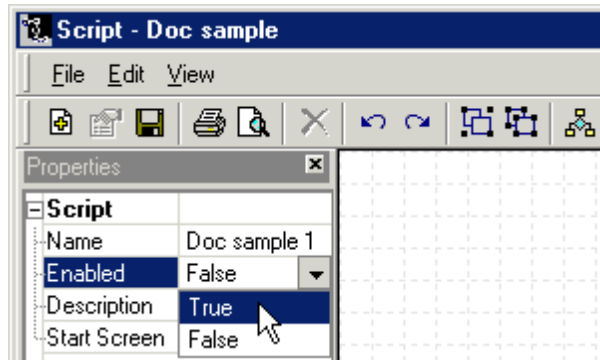 Script - Doc sample
File Edit View
Properties
Script
Name Doc sample 1
Enabled False
Description True
Start Screen False